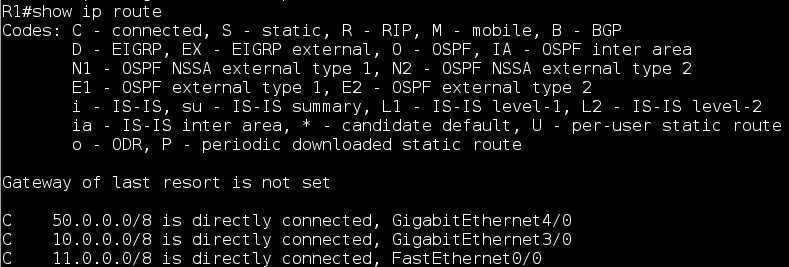 R1#show ip route
Codes: C - connected, S - static, R - RIP, M - mobile, B - BGP
D - EIGRP, EX - EIGRP external, O - OSPF, IA - OSPF inter area
N1 - OSPF NSSA external type 1, N2 - OSPF NSSA external type 2
E1 - OSPF external type 1, E2 - OSPF external type 2
i - IS-IS, su - IS-IS summary, L1 - IS-IS level-1, L2 - IS-IS level-2
ia - IS-IS inter area, * - candidate default, U - per-user static route
o - ODR, P - periodic downloaded static route
Gateway of last resort is not set
C 50.0.0.0/8 is directly connected, GigabitEthernet4/0
C 10.0.0.0/8 is directly connected, GigabitEthernet3/0
C 11.0.0.0/8 is directly connected, FastEthernet0/0